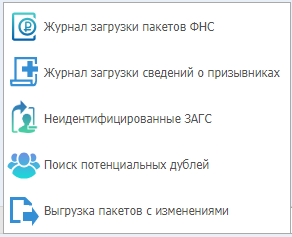 Журнал загрузки пакетов ФНС
Журнал загрузки сведений о призывниках
Неидентифицированные ЗАГС
Поиск потенциальных дублей
Выгрузка пакетов с изменениями